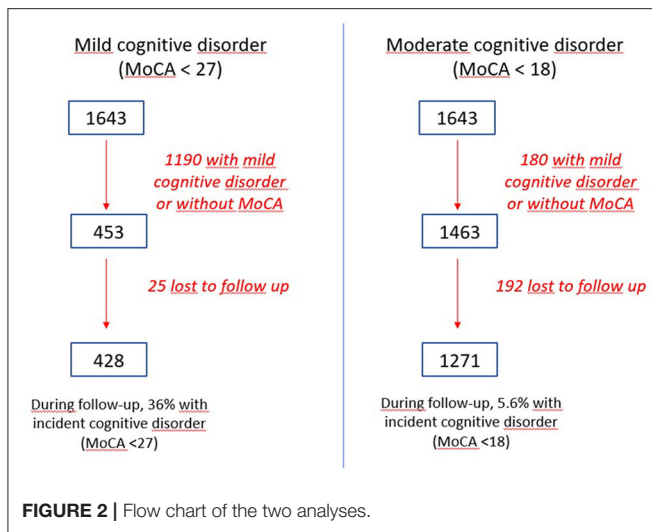 Mild cognitive disorder
(MoCA < 27)
1643
1190 with mild
cognitive disorder
or without MoCA
453
25 lost to follow up
428
During follow-up, 36% with
incident cognitive disorder
(MoCA <27)
Moderate cognitive disorder
(MoCA < 18)
1643
180 with mild
cognitive disorder
or without MoCA
1463
192 lost to follow up
1271
During follow-up, 5.6% with
incident cognitive disorder
(MoCA <18)
FIGURE 2 | Flow chart of the two analyses.